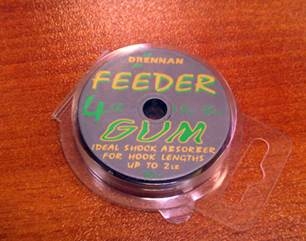 DRENNAN
FEEDER
4
GUM
IDEAL SHOCK ABSORBER
FOR HOOK LENGTHS
UP TO 2LB